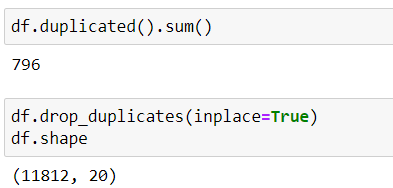 df.duplicated().sum()
796
df.drop_duplicates(inplace=True)
df.shape
(11812, 20)